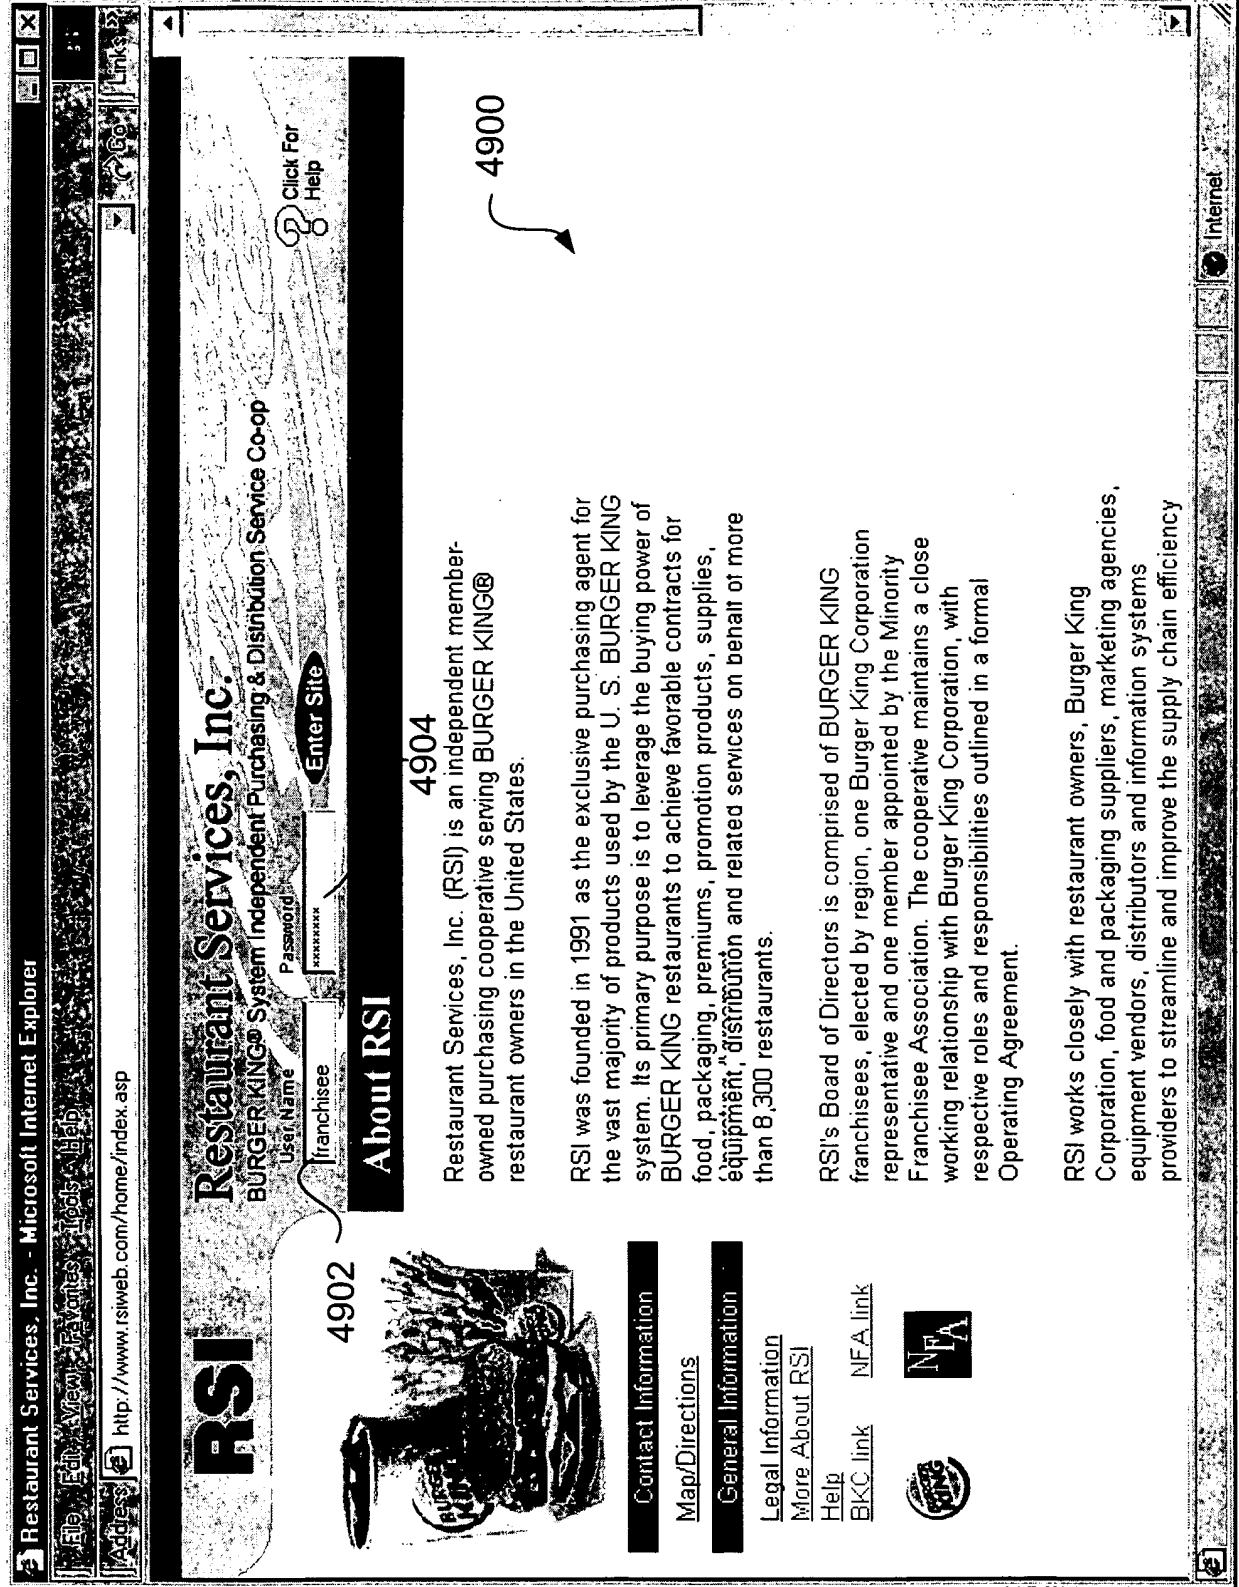 Restaurant Services, Inc. - Microsoft Internet Explorer
File Edit View Favorites Tools Help
Address http://www.rsiweb.com/home/index.asp Go Links »
RSI
Restaurant Services, Inc.
BURGER KING® System Independent Purchasing & Distribution Service Co-op
User Name Password
franchisee xxxxxxxxx Enter Site
Click For
Help
4902
4904
4900
About RSI
BURGER
KING
Contact Information
Map/Directions
General Information
Legal Information
More About RSI
Help
BKC link NFA link
BURGER
KING
NFA
Restaurant Services, Inc. (RSI) is an independent member-
owned purchasing cooperative serving BURGER KING®
restaurant owners in the United States.
RSI was founded in 1991 as the exclusive purchasing agent for
the vast majority of products used by the U. S. BURGER KING
system. Its primary purpose is to leverage the buying power of
BURGER KING restaurants to achieve favorable contracts for
food, packaging, premiums, promotion products, supplies,
equipment, distribution and related services on behalf of more
than 8,300 restaurants.
RSI's Board of Directors is comprised of BURGER KING
franchisees, elected by region, one Burger King Corporation
representative and one member appointed by the Minority
Franchisee Association. The cooperative maintains a close
working relationship with Burger King Corporation, with
respective roles and responsibilities outlined in a formal
Operating Agreement.
RSI works closely with restaurant owners, Burger King
Corporation, food and packaging suppliers, marketing agencies,
equipment vendors, distributors and information systems
providers to streamline and improve the supply chain efficiency
Internet